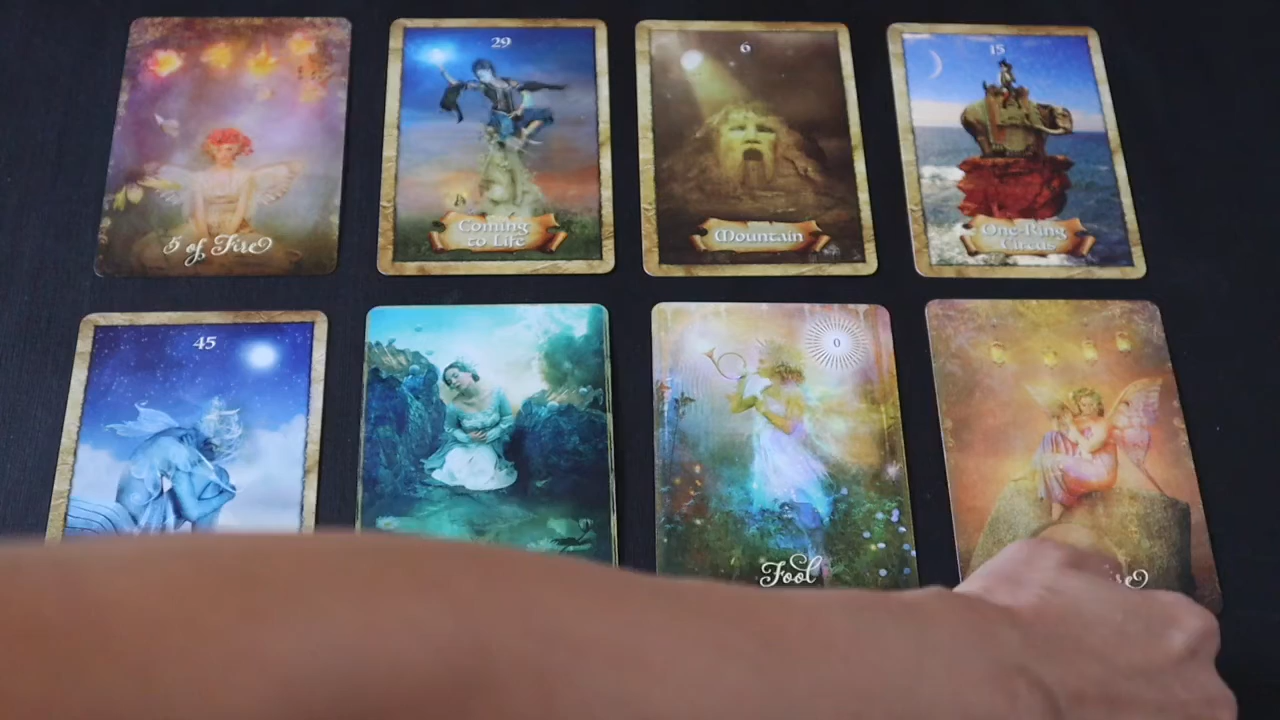 5 of Fire
29
Coming
to Life
6
Mountain
15
One-Ring
Circus
45
0
Fool